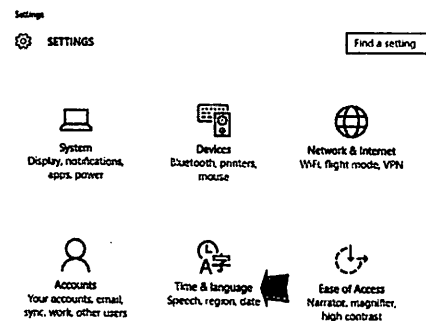 Settings
SETTINGS
Find a setting
System
Display, notifications,
apps, power
Devices
Bluetooth, printers,
mouse
Network & Internet
Wi-Fi, flight mode, VPN
A字
Accounts
Your accounts, email,
sync, work, other users
Time & language
Speech, region, date
Ease of Access
Narrator, magnifier,
high contrast